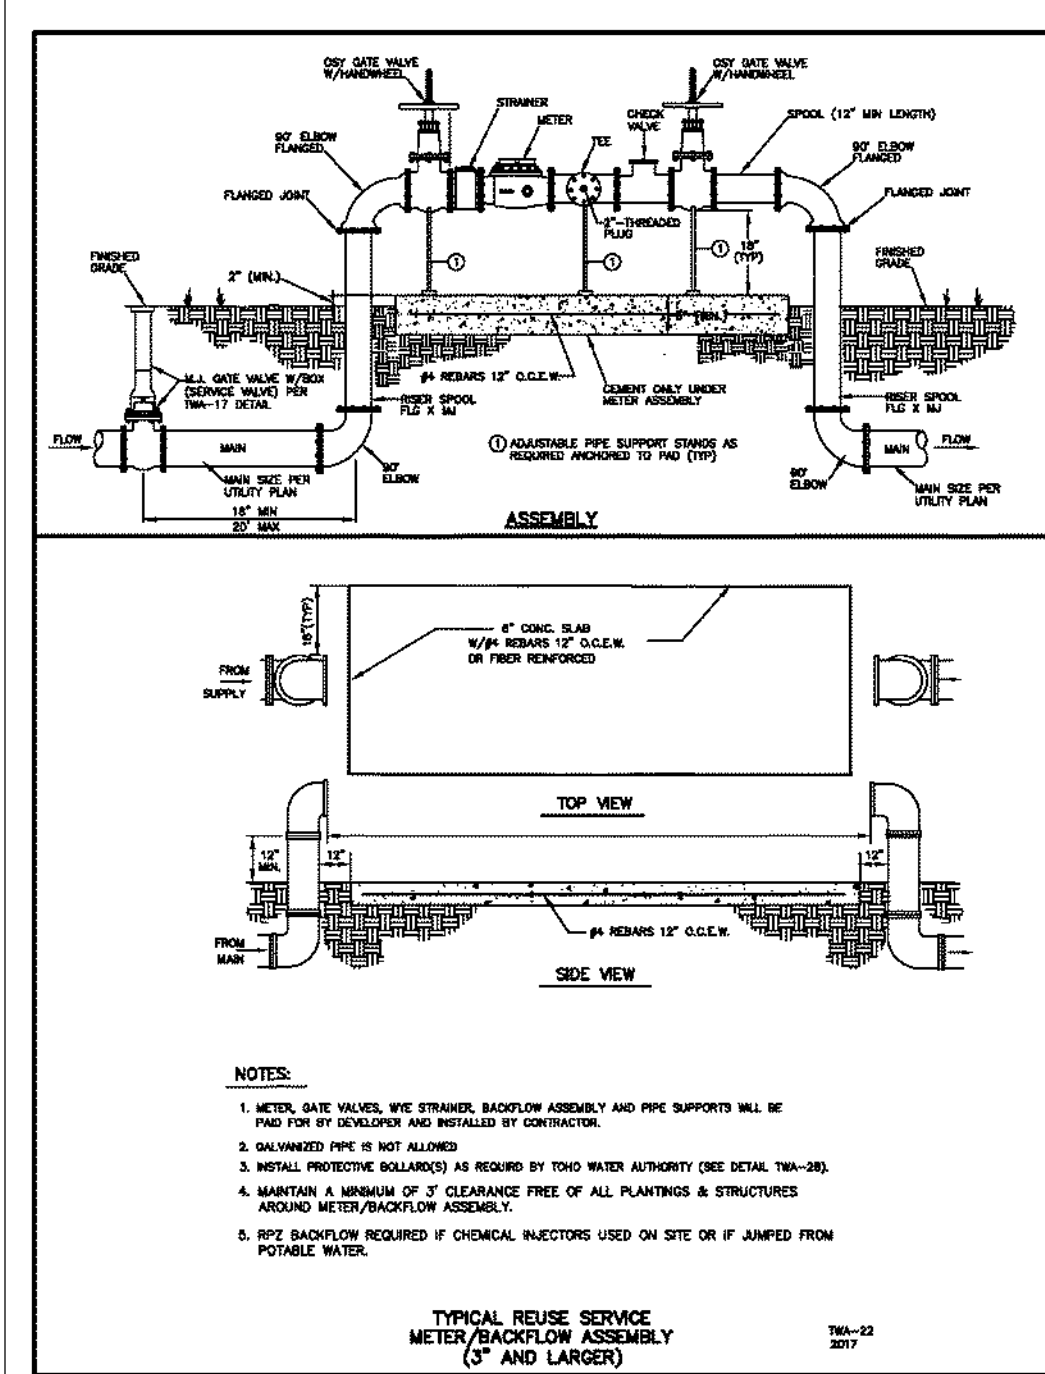 OSY GATE VALVE
W/HANDWHEEL
OSY GATE VALVE
W/HANDWHEEL
STRAINER
METER
CHECK
VALVE
SPOOL (12" MIN LENGTH)
90° ELBOW
FLANGED
TEE
90° ELBOW
FLANGED
FLANGED JOINT
FLANGED JOINT
2"-THREADED
PLUG
1
1
1
18"
(TYP)
FINISHED
GRADE
2" (MIN.)
FINISHED
GRADE
(MIN.)
#4 REBARS 12" O.C.E.W.
CEMENT ONLY UNDER
METER ASSEMBLY
M.J. GATE VALVE W/BOX
(SERVICE VALVE) PER
TWA-17 DETAIL
RISER SPOOL
FLG X MJ
RISER SPOOL
FLG X MJ
FLOW
MAIN
1 ADJUSTABLE PIPE SUPPORT STANDS AS
REQUIRED ANCHORED TO PAD (TYP)
MAIN
FLOW
90°
ELBOW
90°
ELBOW
MAIN SIZE PER
UTILITY PLAN
MAIN SIZE PER
UTILITY PLAN
18" MIN
20' MAX
ASSEMBLY
18"(TYP)
6" CONC. SLAB
W/#4 REBARS 12" O.C.E.W.
OR FIBER REINFORCED
FROM
SUPPLY
TOP VIEW
12"
MIN.
12"
12"
#4 REBARS 12" O.C.E.W.
FROM
MAIN
SIDE VIEW
NOTES:
1. METER, GATE VALVES, WYE STRAINER, BACKFLOW ASSEMBLY AND PIPE SUPPORTS WILL BE
PAID FOR BY DEVELOPER AND INSTALLED BY CONTRACTOR.
2. GALVANIZED PIPE IS NOT ALLOWED
3. INSTALL PROTECTIVE BOLLARD(S) AS REQUIRD BY TOHO WATER AUTHORITY (SEE DETAIL TWA-28).
4. MAINTAIN A MINIMUM OF 3' CLEARANCE FREE OF ALL PLANTINGS & STRUCTURES
AROUND METER/BACKFLOW ASSEMBLY.
5. RPZ BACKFLOW REQUIRED IF CHEMICAL INJECTORS USED ON SITE OR IF JUMPED FROM
POTABLE WATER.
TYPICAL REUSE SERVICE
METER/BACKFLOW ASSEMBLY
(3" AND LARGER)
TWA-22
2017